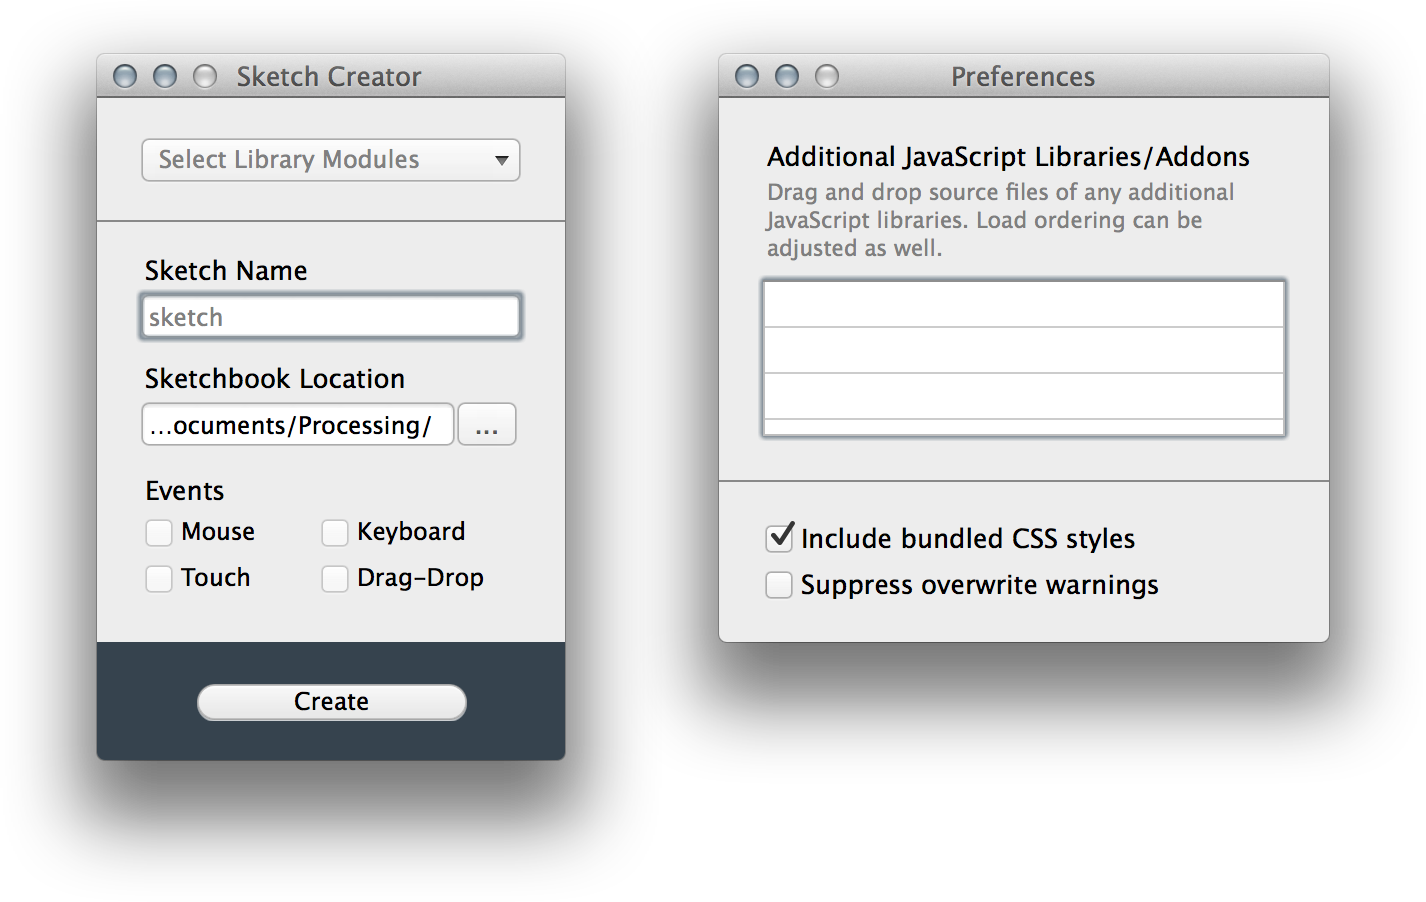 Sketch Creator
Select Library Modules
Sketch Name
sketch
Sketchbook Location
...ocuments/Processing/
...
Events
Mouse
Keyboard
Touch
Drag-Drop
Create
Preferences
Additional JavaScript Libraries/Addons
Drag and drop source files of any additional
JavaScript libraries. Load ordering can be
adjusted as well.
Include bundled CSS styles
Suppress overwrite warnings